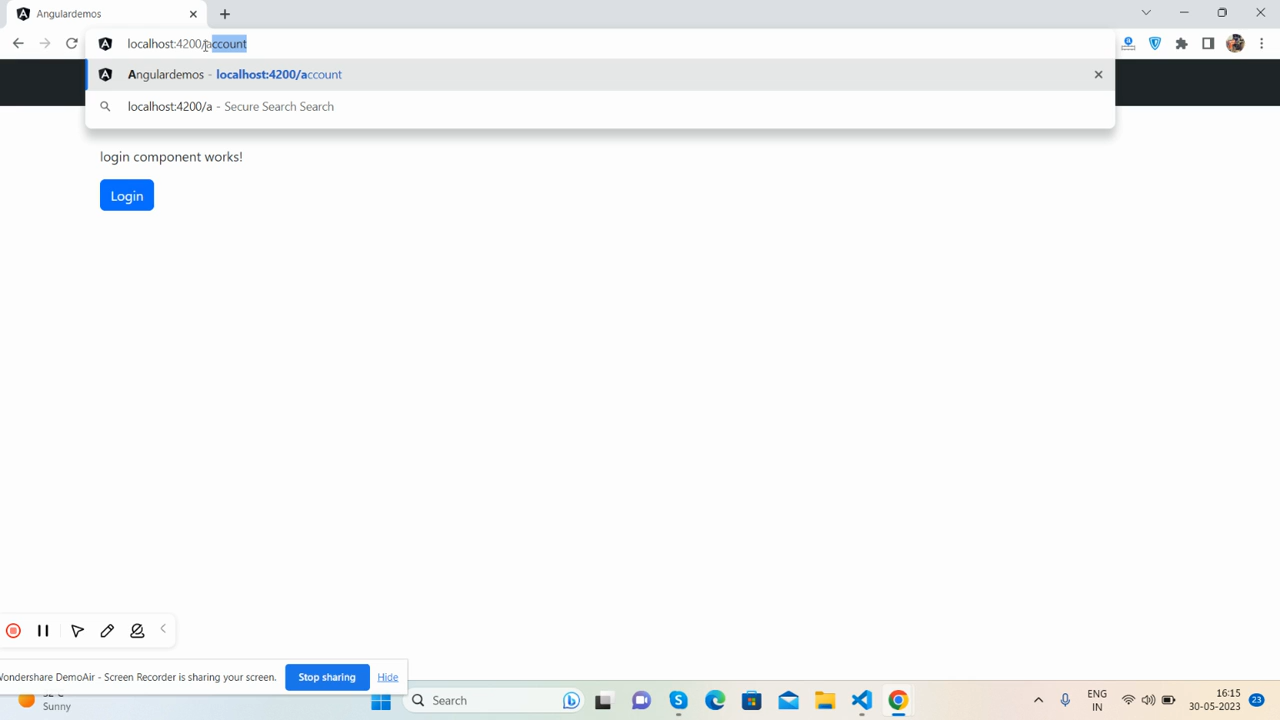 Angulardemos
localhost:4200/account
Angulardemos - localhost:4200/account
localhost:4200/a - Secure Search Search
login component works!
Login
Wondershare DemoAir - Screen Recorder is sharing your screen.
Stop sharing
Hide
Sunny
Search
ENG
IN
16:15
30-05-2023
23